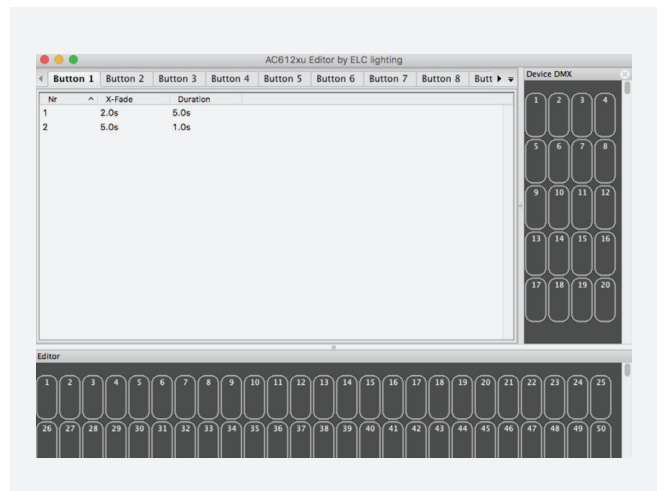 AC612xu Editor by ELC lighting
Button 1 Button 2 Button 3 Button 4 Button 5 Button 6 Button 7 Button 8 Butt
Nr X-Fade Duration
1 2.0s 5.0s
2 5.0s 1.0s
Device DMX
1 2 3 4
5 6 7 8
9 10 11 12
13 14 15 16
17 18 19 20
Editor
1 2 3 4 5 6 7 8 9 10 11 12 13 14 15 16 17 18 19 20 21 22 23 24 25
26 27 28 29 30 31 32 33 34 35 36 37 38 39 40 41 42 43 44 45 46 47 48 49 50